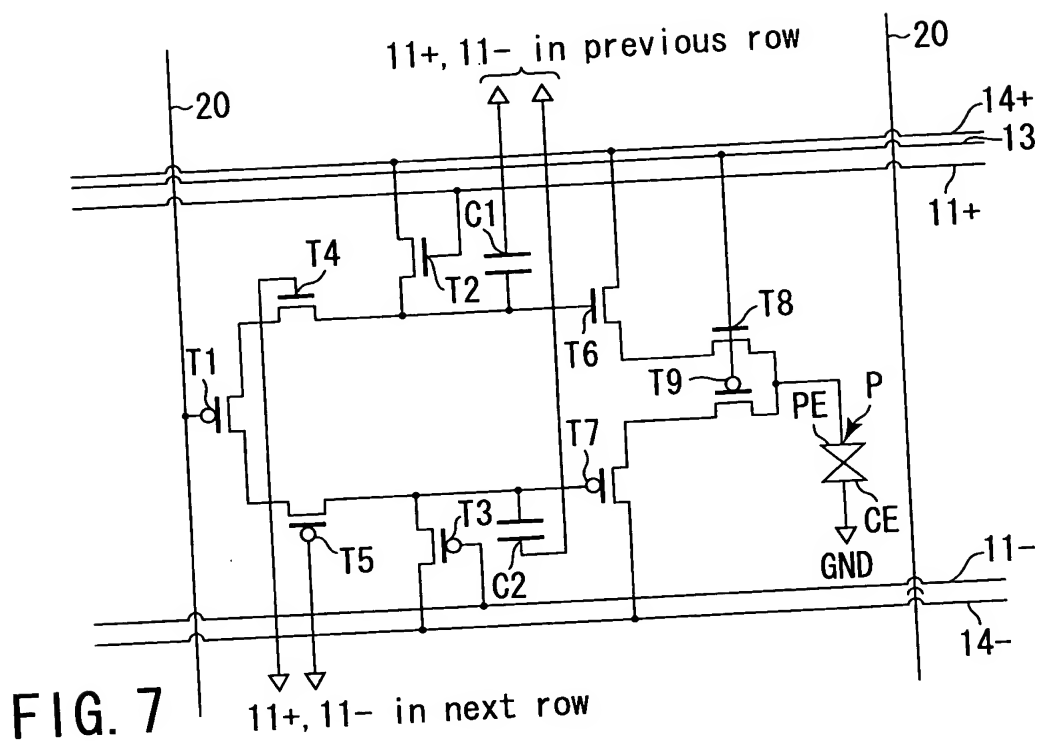 11+, 11- in previous row
20
20
14+
13
11+
C1
T4
T2
T8
T6
T1
T9
P
PE
T7
T3
CE
T5
C2
GND
11-
14-
11+, 11- in next row
FIG. 7